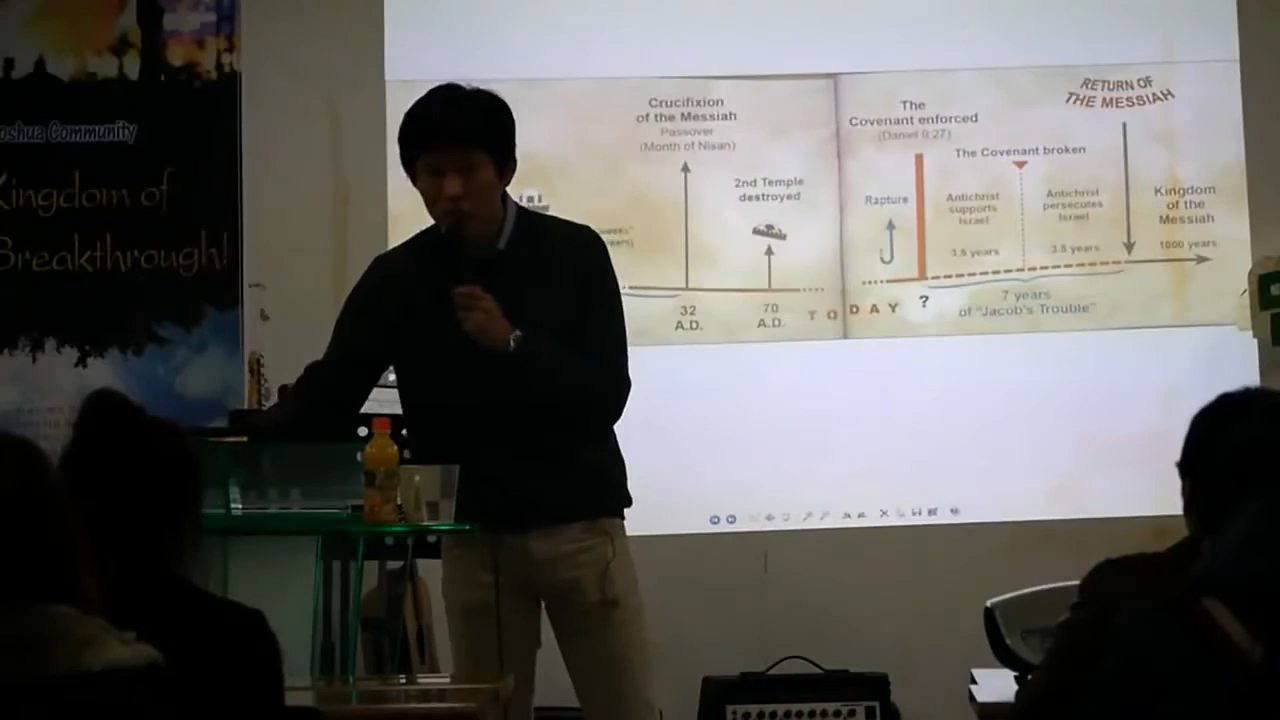 oshua Community
Kingdom of
Breakthrough!
Crucifixion
of the Messiah
Passover
(Month of Nisan)
2nd Temple
destroyed
32
A.D.
70
A.D.
TODAY
The
Covenant enforced
(Daniel 9:27)
The Covenant broken
Rapture
Antichrist
supports
Israel
3.5 years
Antichrist
persecutes
Israel
3.5 years
?
7 years
of "Jacob's Trouble"
RETURN OF
THE MESSIAH
Kingdom
of the
Messiah
1000 years